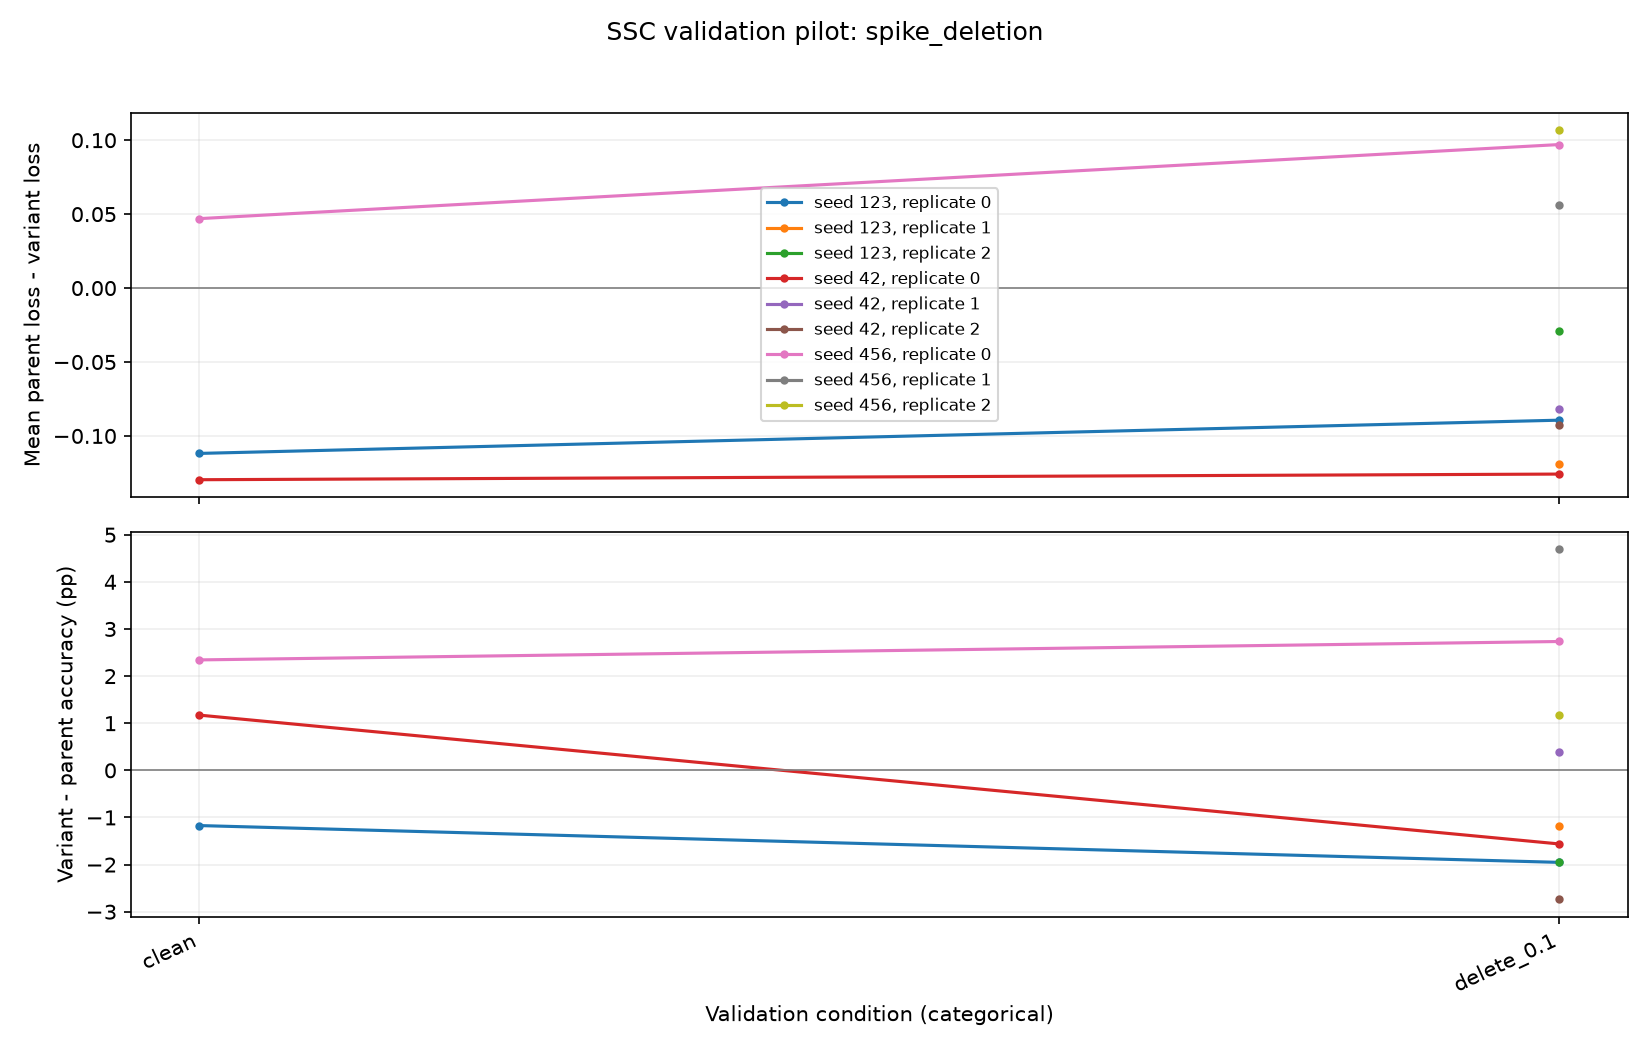 SSC validation pilot: spike_deletion
Mean parent loss - variant loss
0.10
0.05
0.00
−0.05
−0.10
seed 123, replicate 0
seed 123, replicate 1
seed 123, replicate 2
seed 42, replicate 0
seed 42, replicate 1
seed 42, replicate 2
seed 456, replicate 0
seed 456, replicate 1
seed 456, replicate 2
Variant - parent accuracy (pp)
5
4
3
2
1
0
−1
−2
−3
clean
delete_0.1
Validation condition (categorical)